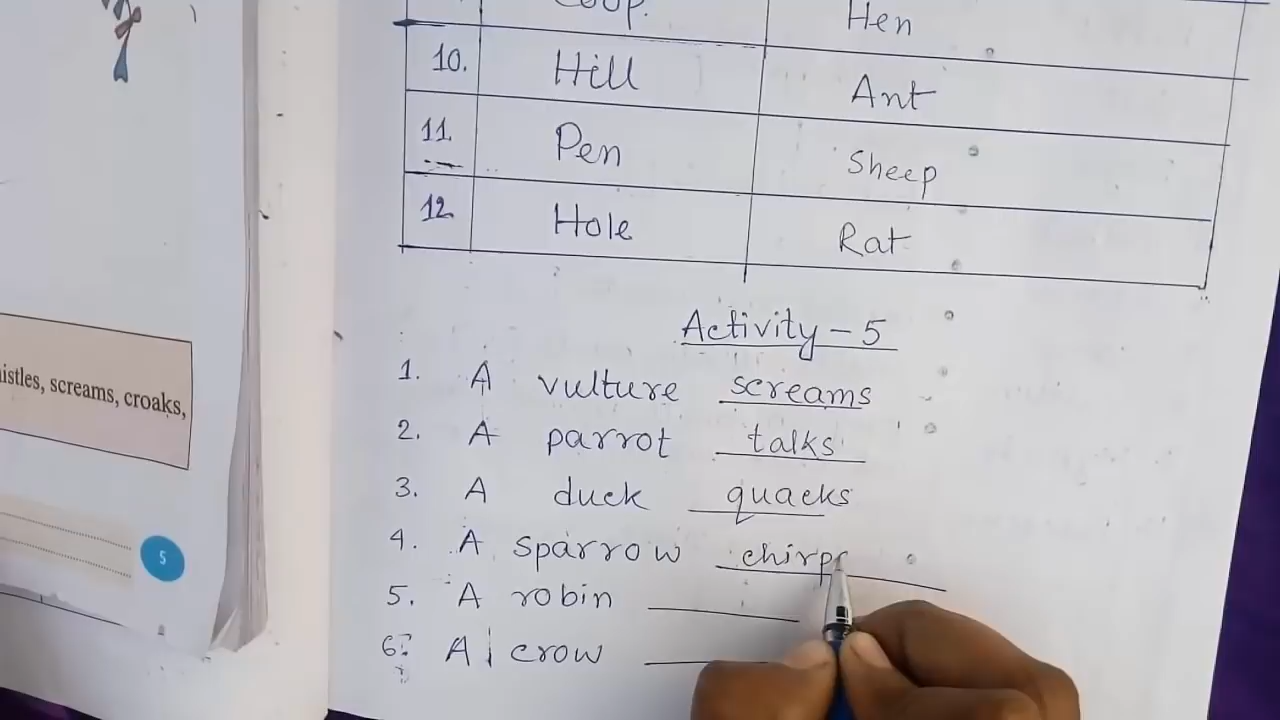 Coop. Hen
10. Hill Ant
11. Pen Sheep
12. Hole Rat
Activity - 5
1. A vulture screams
2. A parrot talks
3. A duck quacks
4. A sparrow chirps
5. A robin
6. A crow
screams, croaks,
5